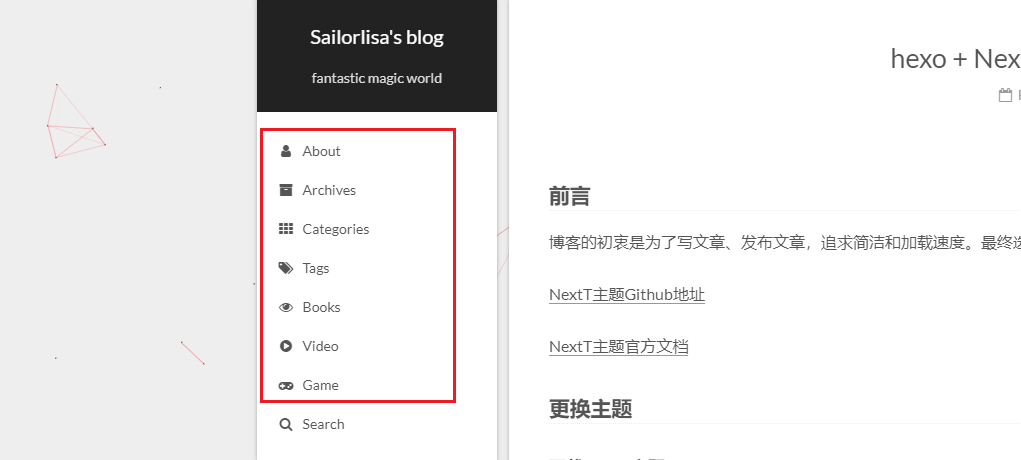 Sailorlisa's blog
fantastic magic world
About
Archives
Categories
Tags
Books
Video
Game
Search
hexo + Nex
前言
博客的初衷是为了写文章、发布文章，追求简洁和加载速度。最终
NextT主题Github地址
NextT主题官方文档
更换主题